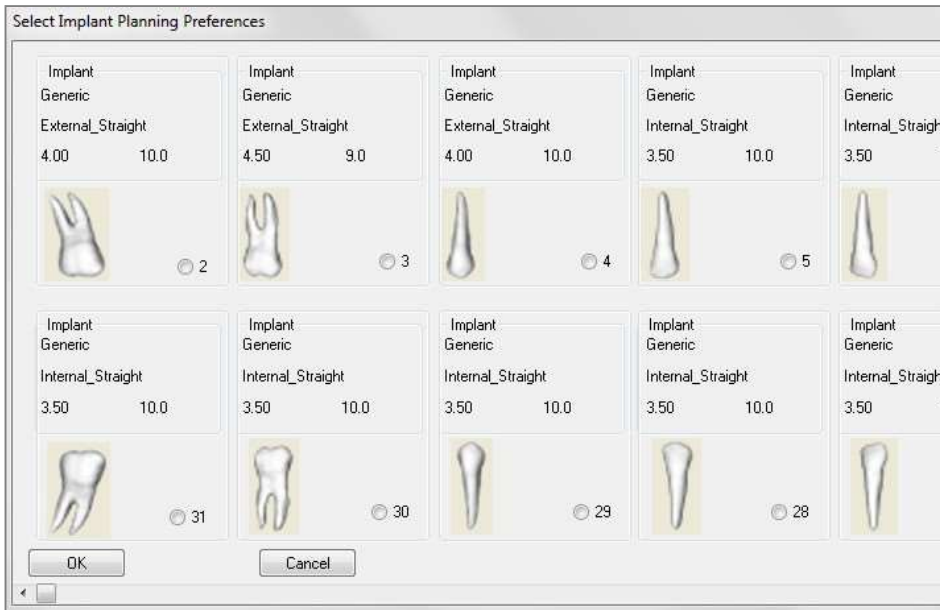 Select Implant Planning Preferences
Implant Implant Implant Implant Implant
Generic Generic Generic Generic Generic
External_Straight External_Straight External_Straight Internal_Straight Internal_Straigh
4.00 10.0 4.50 9.0 4.00 10.0 3.50 10.0 3.50
2 3 4 5
Implant Implant Implant Implant Implant
Generic Generic Generic Generic Generic
Internal_Straight Internal_Straight Internal_Straight Internal_Straight Internal_Straigh
3.50 10.0 3.50 10.0 3.50 10.0 3.50 10.0 3.50
31 30 29 28
OK Cancel